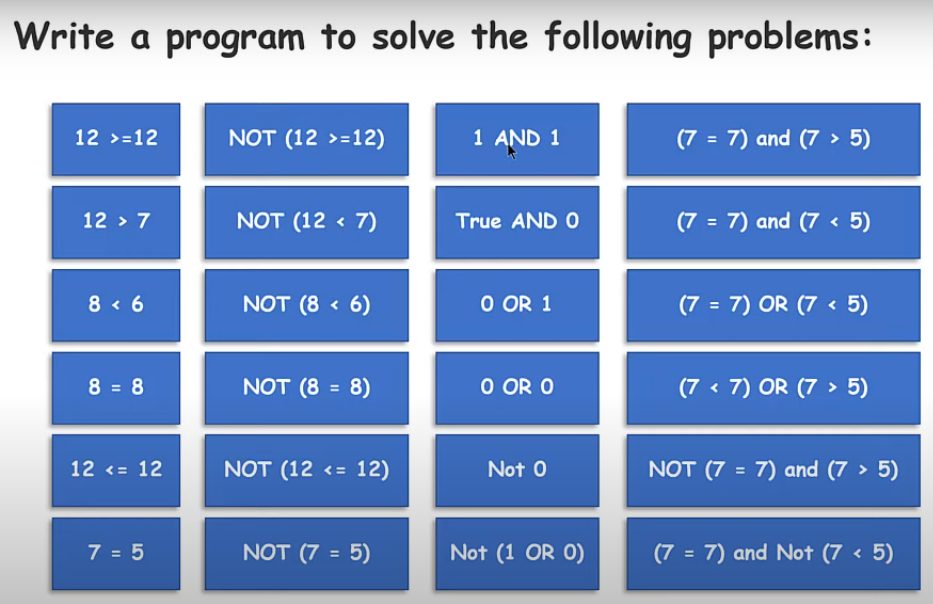 Write a program to solve the following problems:
12 >=12
NOT (12 >=12)
1 AND 1
(7 = 7) and (7 > 5)
12 > 7
NOT (12 < 7)
True AND 0
(7 = 7) and (7 < 5)
8 < 6
NOT (8 < 6)
0 OR 1
(7 = 7) OR (7 < 5)
8 = 8
NOT (8 = 8)
0 OR 0
(7 < 7) OR (7 > 5)
12 <= 12
NOT (12 <= 12)
Not 0
NOT (7 = 7) and (7 > 5)
7 = 5
NOT (7 = 5)
Not (1 OR 0)
(7 = 7) and Not (7 < 5)